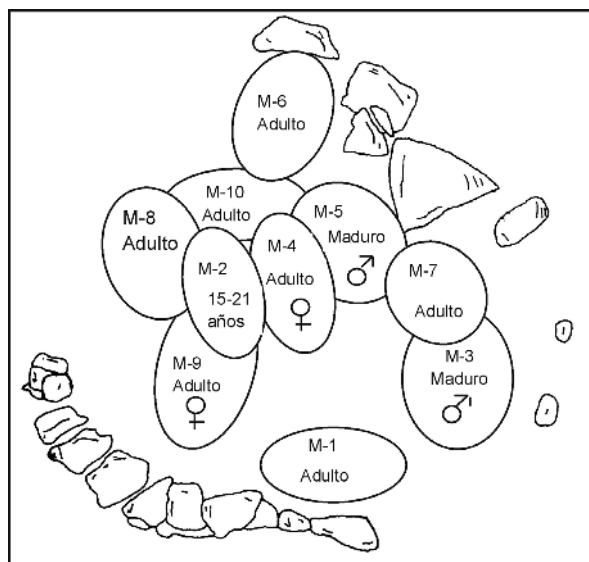 M-6
Adulto
M-10
Adulto
M-8
Adulto
M-5
Maduro
M-4
Adulto
M-2
15-21
años
M-7
Adulto
M-9
Adulto
M-3
Maduro
M-1
Adulto